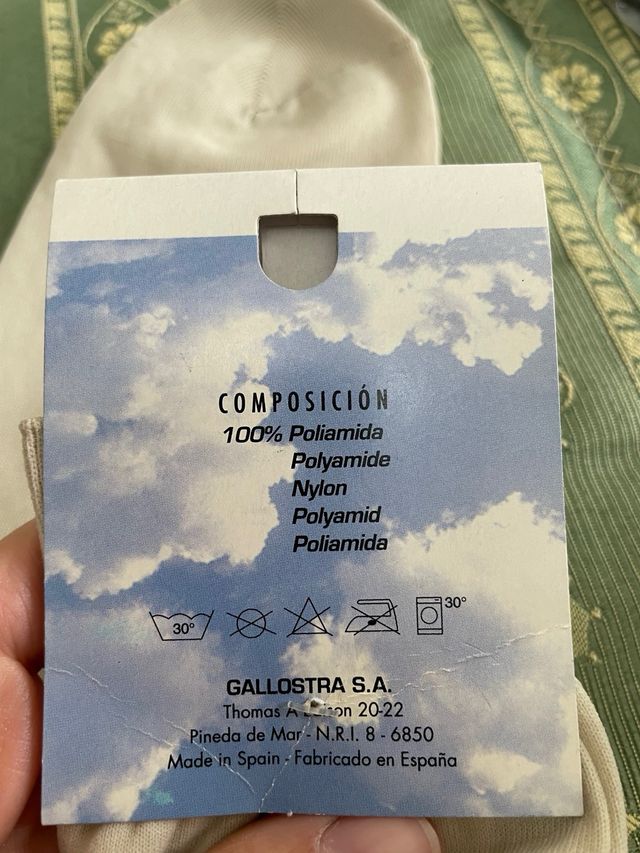 COMPOSICIÓN
100% Poliamida
Polyamide
Nylon
Polyamid
Poliamida
30°
30°
GALLOSTRA S.A.
Thomas A 20-22
Pineda de Mar - N.R.I. 8 - 6850
Made in Spain - Fabricado en España